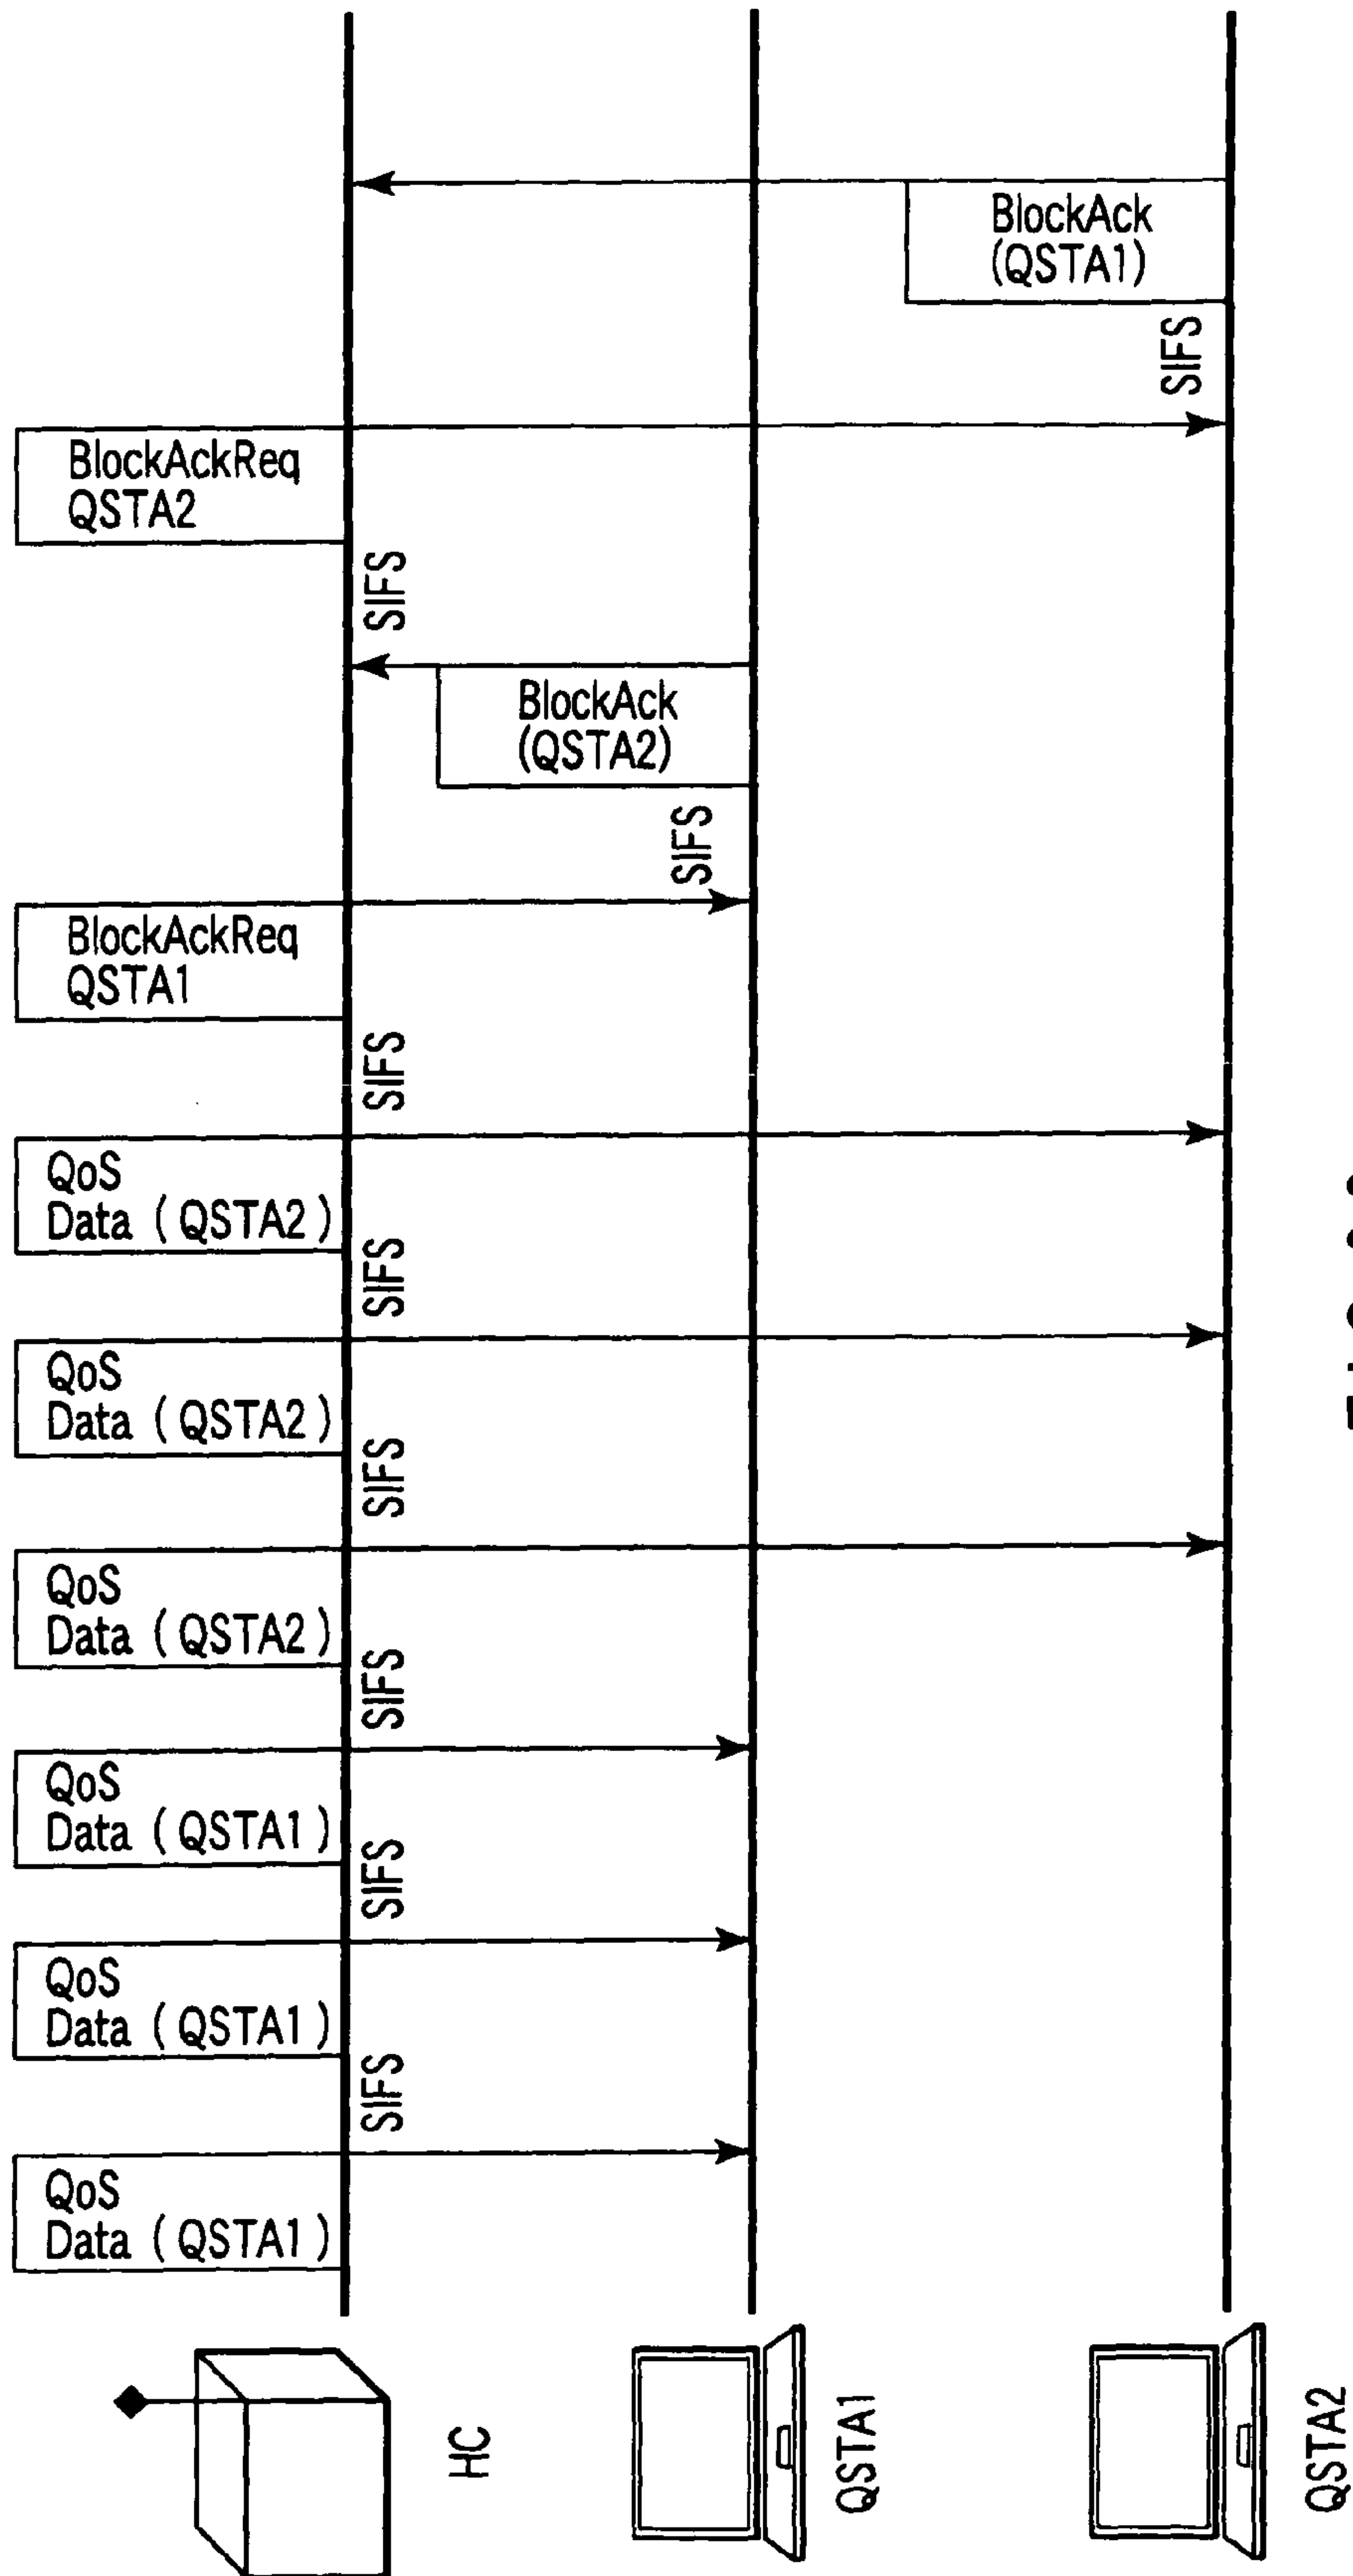 BlockAck
(QSTA1)
SIFS
BlockAckReq
QSTA2
SIFS
BlockAck
(QSTA2)
SIFS
BlockAckReq
QSTA1
SIFS
QoS
Data (QSTA2)
SIFS
QoS
Data (QSTA2)
SIFS
QoS
Data (QSTA2)
SIFS
QoS
Data (QSTA1)
SIFS
QoS
Data (QSTA1)
SIFS
QoS
Data (QSTA1)
HC
QSTA1
QSTA2